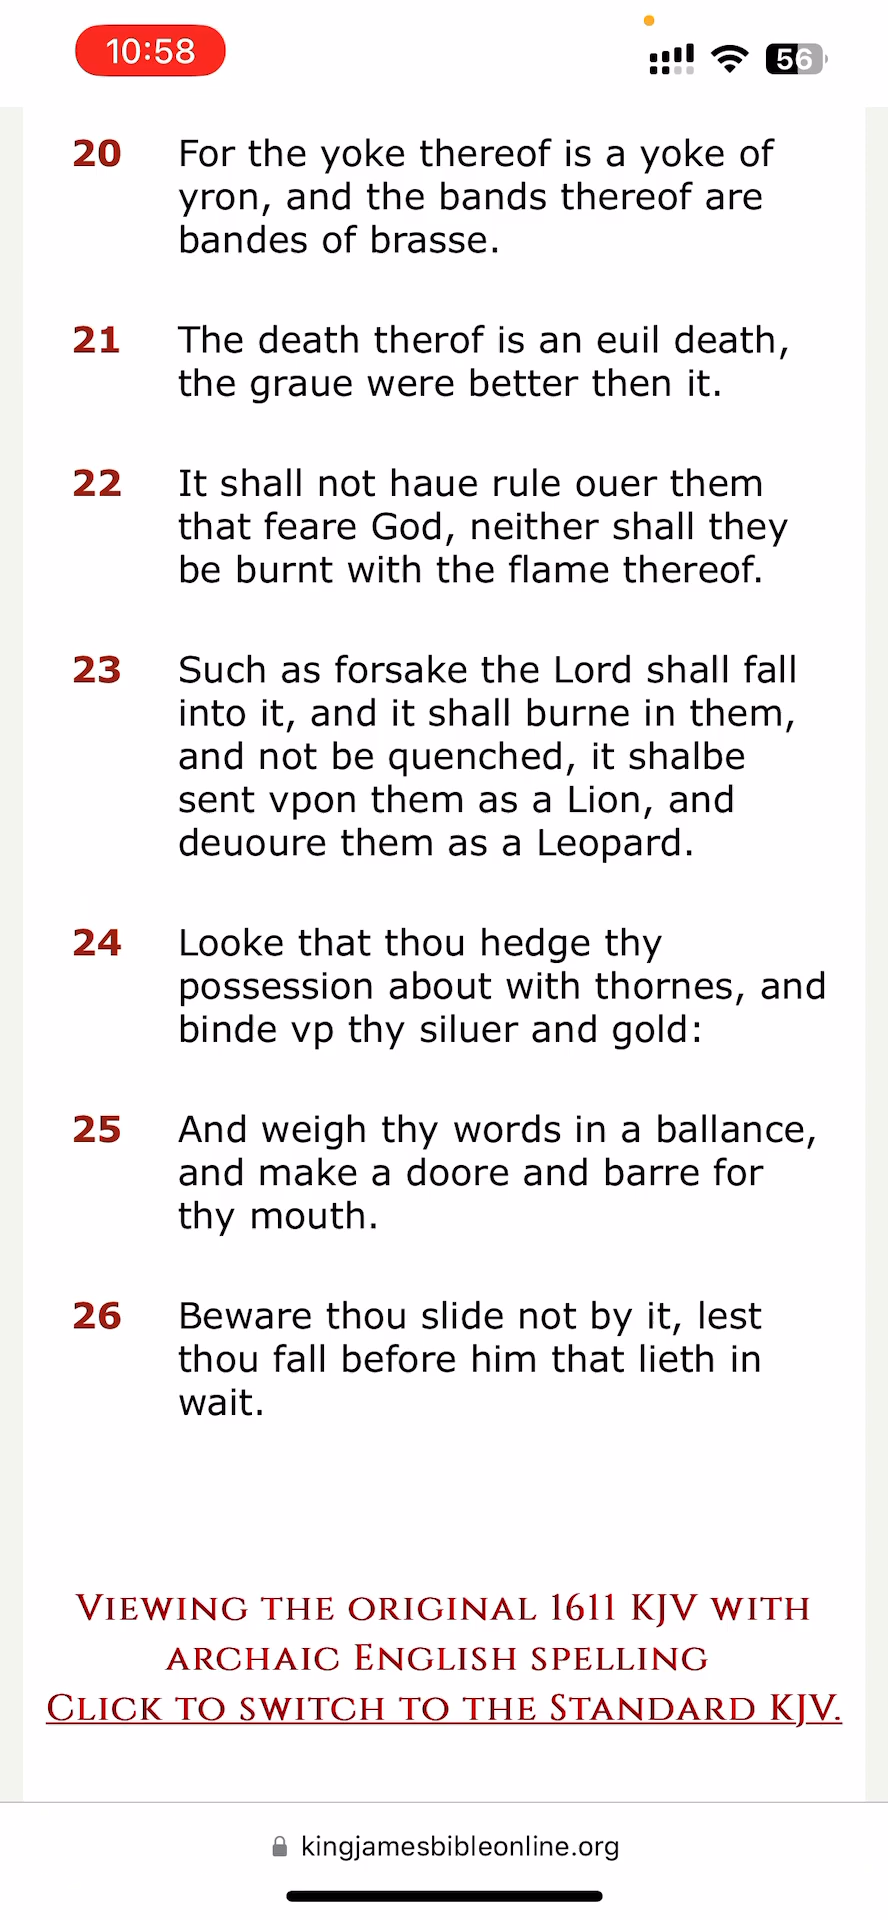 10:58
56
20 For the yoke thereof is a yoke of
yron, and the bands thereof are
bandes of brasse.
21 The death therof is an euil death,
the graue were better then it.
22 It shall not haue rule ouer them
that feare God, neither shall they
be burnt with the flame thereof.
23 Such as forsake the Lord shall fall
into it, and it shall burne in them,
and not be quenched, it shalbe
sent vpon them as a Lion, and
deuoure them as a Leopard.
24 Looke that thou hedge thy
possession about with thornes, and
binde vp thy siluer and gold:
25 And weigh thy words in a ballance,
and make a doore and barre for
thy mouth.
26 Beware thou slide not by it, lest
thou fall before him that lieth in
wait.
Viewing the original 1611 KJV with
archaic English spelling
Click to switch to the Standard KJV.
kingjamesbibleonline.org